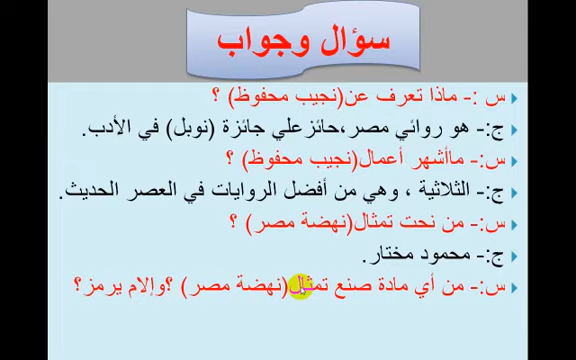 سؤال وجواب
س :- ماذا تعرف عن(نجيب محفوظ) ؟
ج:- هو روائي مصر،حائزعلي جائزة (نوبل) في الأدب.
س:- ماأشهر أعمال(نجيب محفوظ) ؟
ج:- الثلاثية ، وهي من أفضل الروايات في العصر الحديث.
س:- من نحت تمثال(نهضة مصر) ؟
ج:- محمود مختار.
س:- من أي مادة صنع تمثال(نهضة مصر) ؟وإلام يرمز؟